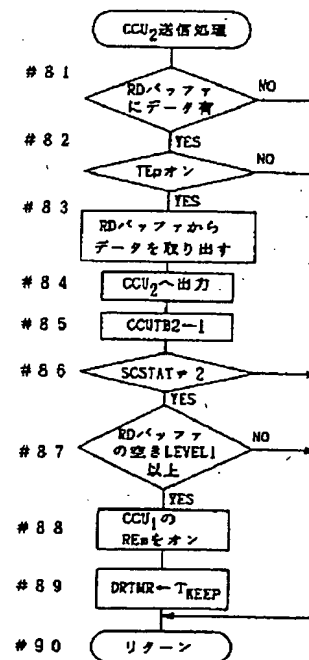 CCU₂送信処理
#81
RDバッファ
にデータ有
NO
YES
#82
TEnオン
NO
YES
#83
RDバッファから
データを取り出す
#84
CCU₂へ出力
#85
CCUTB2←1
#86
SCSTAT≠2
YES
#87
RDバッファ
の空きLEVEL1
以上
NO
YES
#88
CCU₁の
REmをオン
#89
DRTMR←TKEEP
#90
リターン